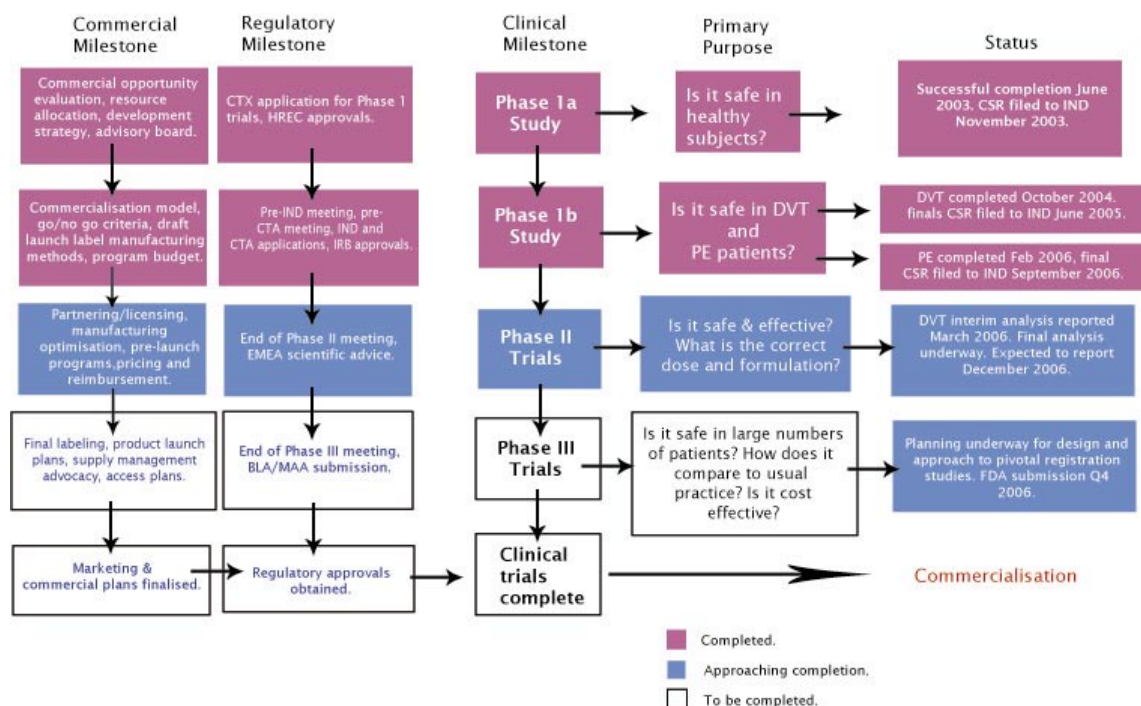 Commercial
Milestone
Regulatory
Milestone
Clinical
Milestone
Primary
Purpose
Status
Commercial opportunity
evaluation, resource
allocation, development
strategy, advisory board.
CTX application for Phase 1
trials, HREC approvals.
Phase 1a
Study
Is it safe in
healthy
subjects?
Successful completion June
2003. CSR filed to IND
November 2003.
Commercialisation model,
go/no go criteria, draft
launch label manufacturing
methods, program budget.
Pre-IND meeting, pre-
CTA meeting, IND and
CTA applications, IRB approvals.
Phase 1b
Study
Is it safe in DVT
and
PE patients?
DVT completed October 2004.
finals CSR filed to IND June 2005.
PE completed Feb 2006, final
CSR filed to IND September 2006.
Partnering/licensing,
manufacturing
optimisation, pre-launch
programs,pricing and
reimbursement.
End of Phase II meeting,
EMEA scientific advice.
Phase II
Trials
Is it safe & effective?
What is the correct
dose and formulation?
DVT interim analysis reported
March 2006. Final analysis
underway. Expected to report
December 2006.
Final labeling, product launch
plans, supply management
advocacy, access plans.
End of Phase III meeting,
BLA/MAA submission.
Phase III
Trials
Is it safe in large numbers
of patients? How does it
compare to usual
practice? Is it cost
effective?
Planning underway for design and
approach to pivotal registration
studies. FDA submission Q4
2006.
Marketing &
commercial plans finalised.
Regulatory approvals
obtained.
Clinical
trials
complete
Commercialisation
Completed.
Approaching completion.
To be completed.